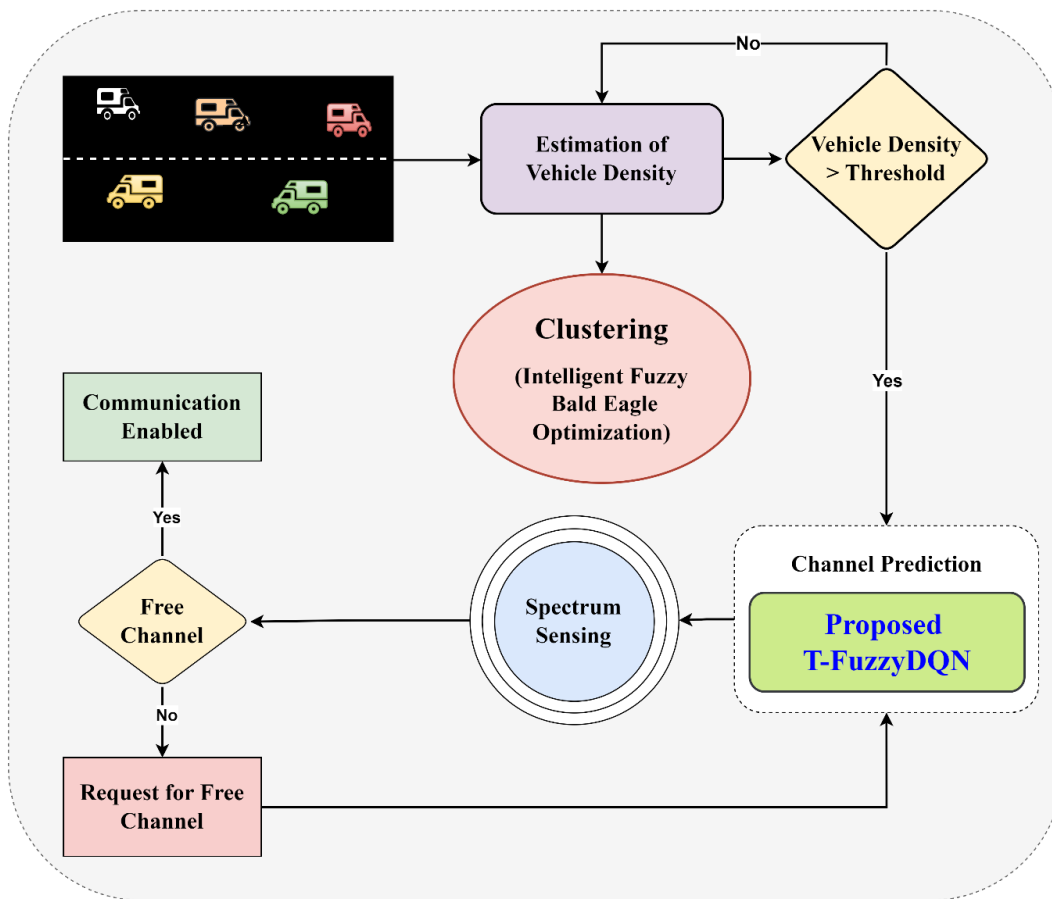 No
Estimation of
Vehicle Density
Vehicle Density
> Threshold
Clustering
(Intelligent Fuzzy
Bald Eagle
Optimization)
Yes
Communication
Enabled
Yes
Free
Channel
Spectrum
Sensing
Channel Prediction
Proposed
T-FuzzyDQN
No
Request for Free
Channel